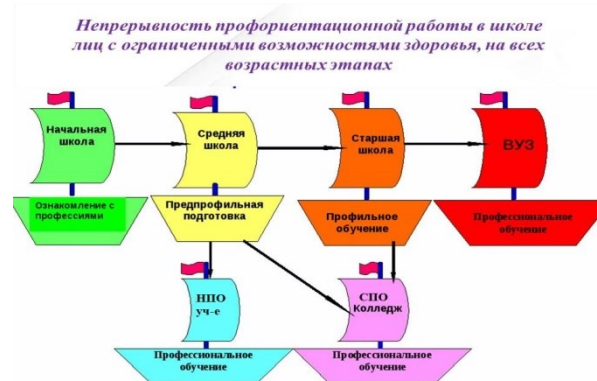 Непрерывность профориентационной работы в школе
лиц с ограниченными возможностями здоровья, на всех
возрастных этапах
Начальная
школа
Средняя
школа
Старшая
школа
ВУЗ
Ознакомление с
профессиями
Предпрофильная
подготовка
Профильное
обучение
Профессиональное
обучение
НПО
уч-е
СПО
Колледж
Профессиональное
обучение
Профессиональное
обучение